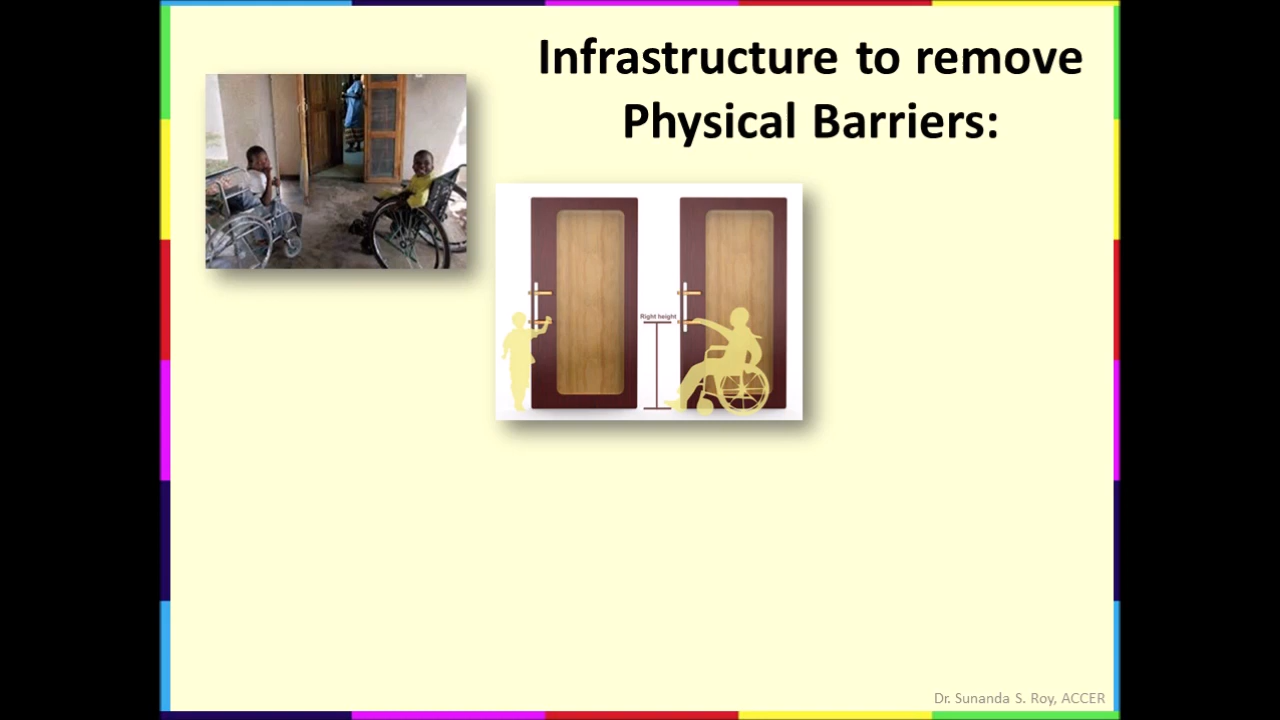 Infrastructure to remove
Physical Barriers:
Right height
Dr. Sunanda S. Roy, ACCER